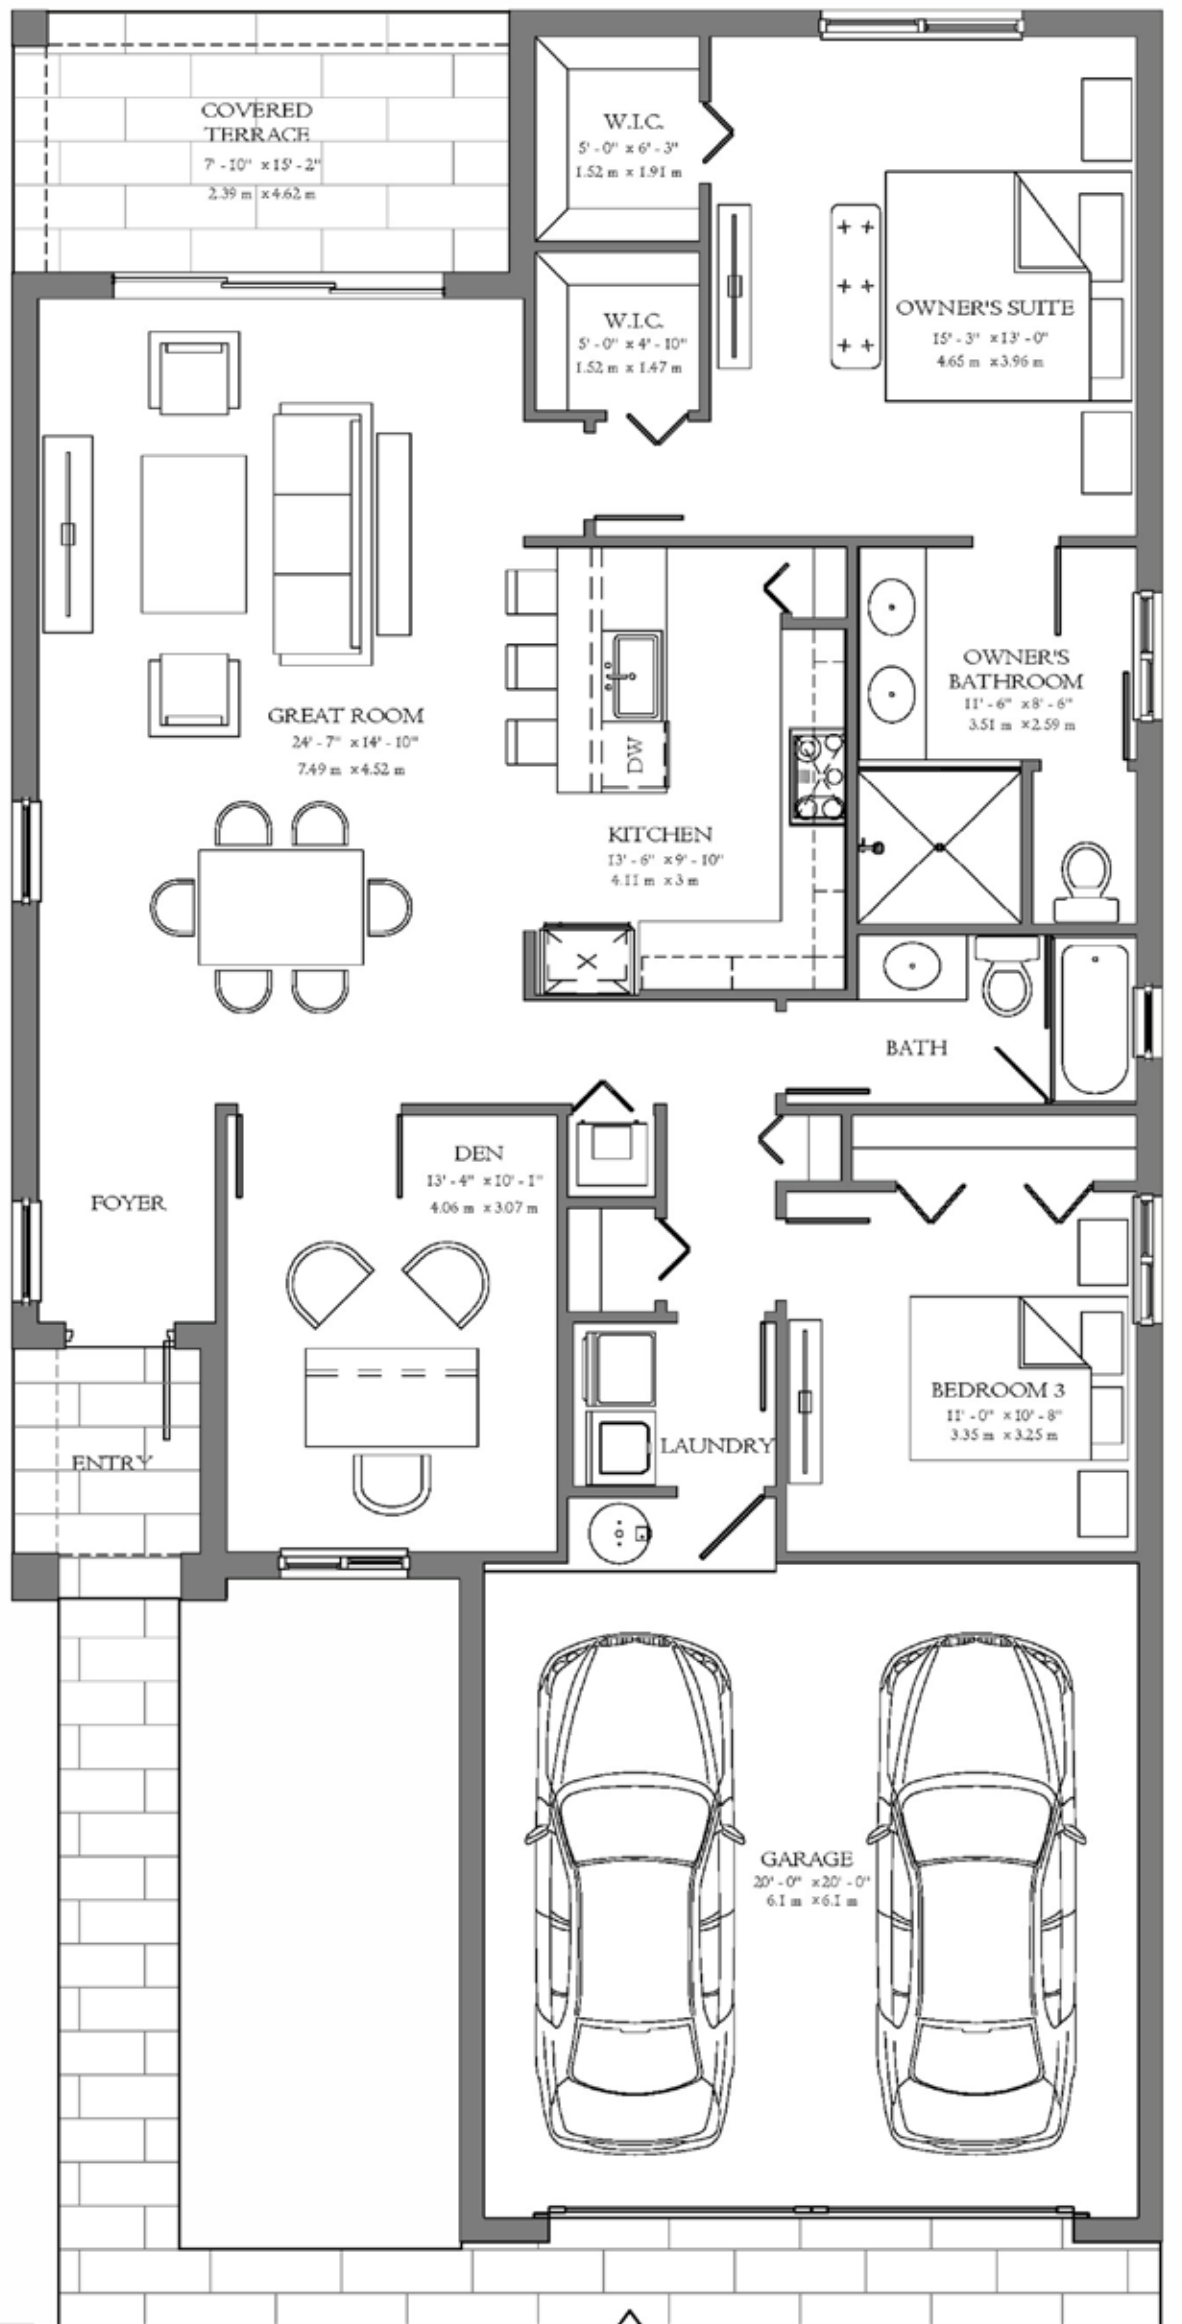 COVERED
TERRACE
7' - 10" x 15' - 2"
2.39 m x 4.62 m
W.I.C.
5' - 0" x 6' - 3"
1.52 m x 1.91 m
W.I.C.
5' - 0" x 4' - 10"
1.52 m x 1.47 m
OWNER'S SUITE
15' - 3" x 13' - 0"
4.65 m x 3.96 m
GREAT ROOM
24' - 7" x 14' - 10"
7.49 m x 4.52 m
DW
KITCHEN
13' - 6" x 9' - 10"
4.11 m x 3 m
OWNER'S
BATHROOM
11' - 6" x 8' - 6"
3.51 m x 2.59 m
BATH
FOYER
DEN
13' - 4" x 10' - 1"
4.06 m x 3.07 m
ENTRY
LAUNDRY
BEDROOM 3
11' - 0" x 10' - 8"
3.35 m x 3.25 m
GARAGE
20' - 0" x 20' - 0"
6.1 m x 6.1 m